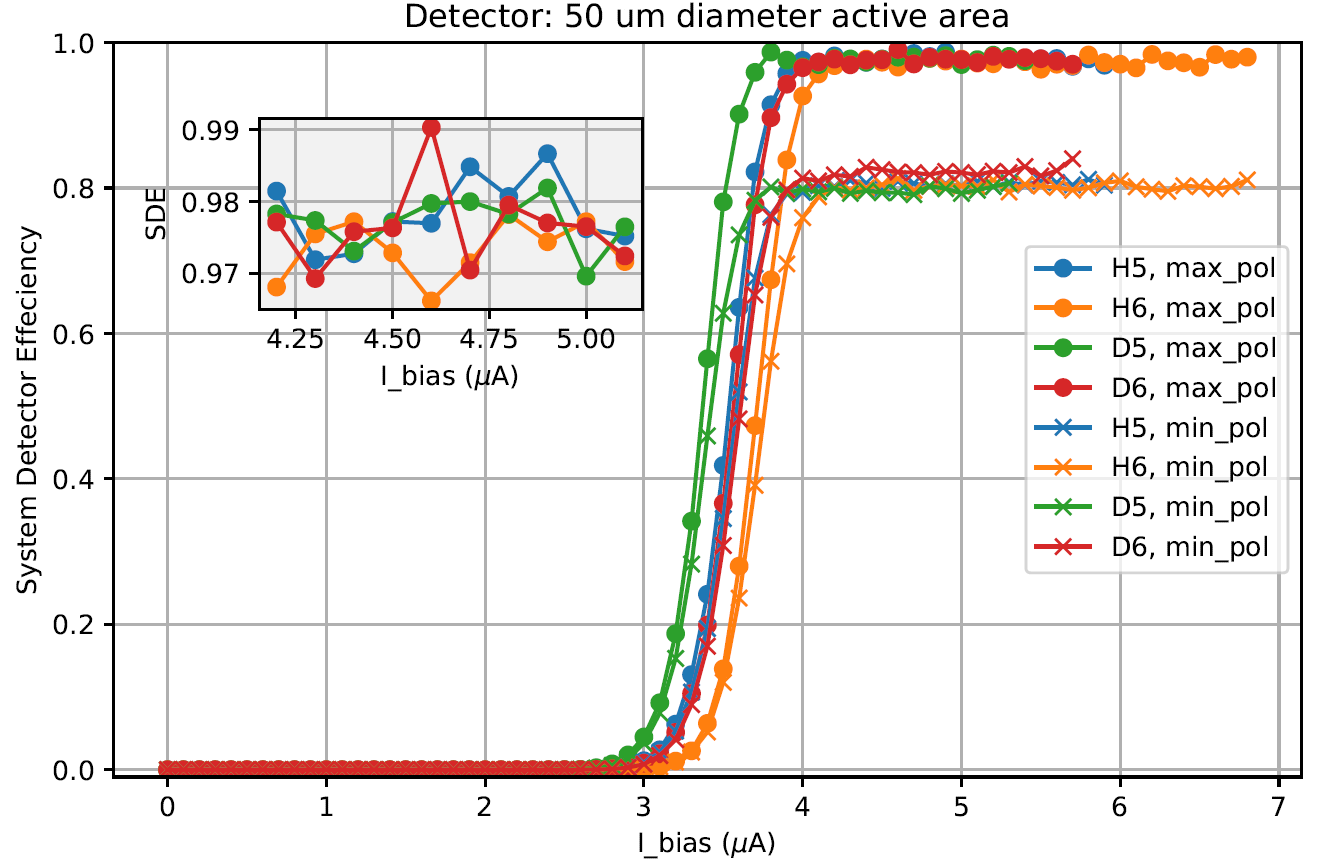 Detector: 50 um diameter active area
System Detector Effeciency
1.0
0.8
0.6
0.4
0.2
0.0
SDE
0.99
0.98
0.97
4.25 4.50 4.75 5.00
I_bias (μA)
H5, max_pol
H6, max_pol
D5, max_pol
D6, max_pol
H5, min_pol
H6, min_pol
D5, min_pol
D6, min_pol
0 1 2 3 4 5 6 7
I_bias (μA)